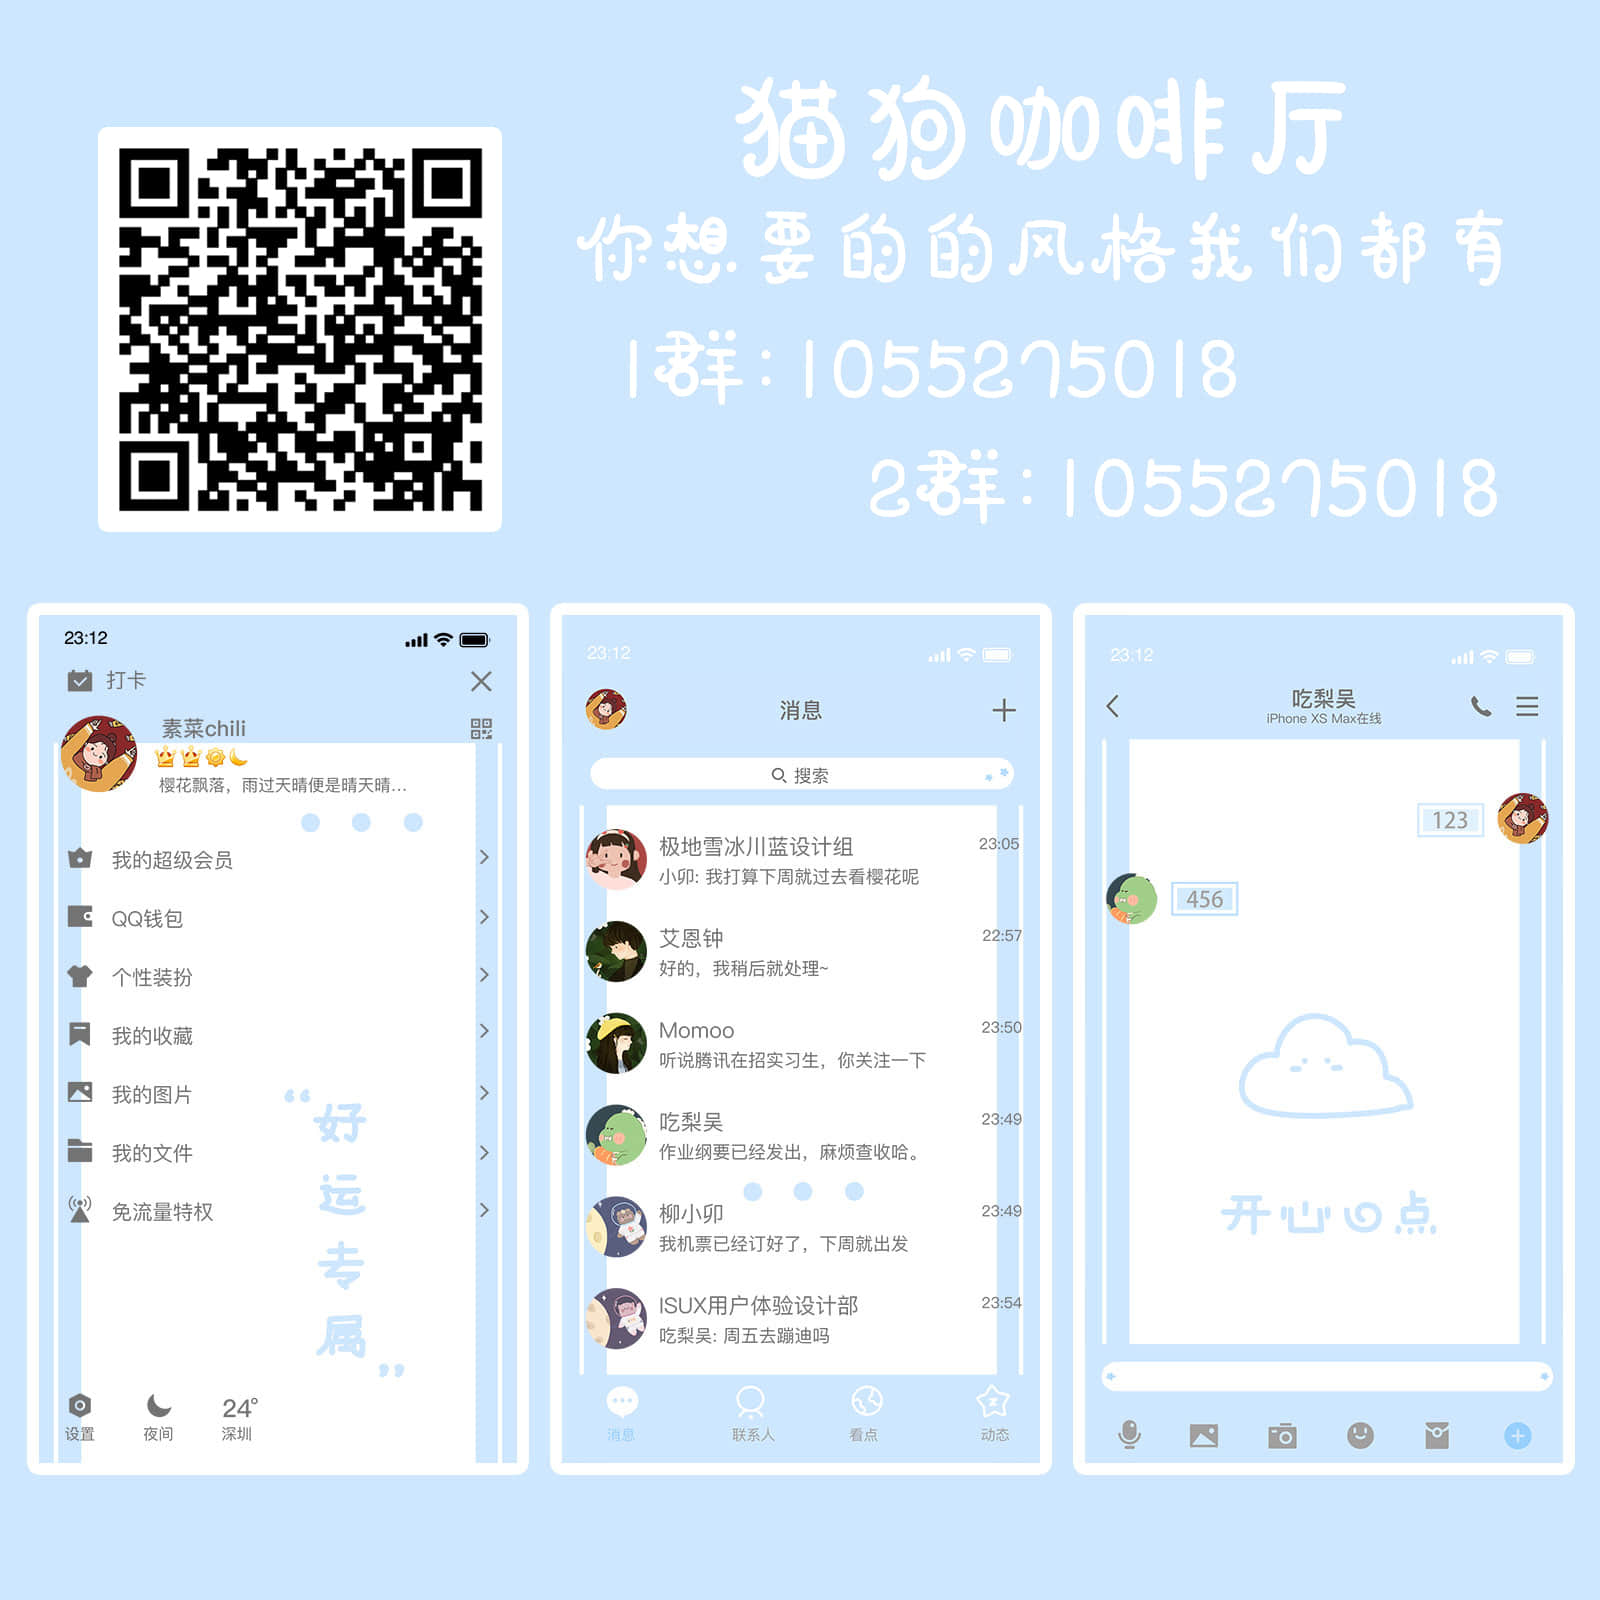 猫狗咖啡厅
你想要的的风格我们都有
1群:1055275018
2群:1055275018
23:12
打卡
素菜chili
樱花飘落，雨过天晴便是晴天晴...
我的超级会员
QQ钱包
个性装扮
我的收藏
我的图片
我的文件
免流量特权
“好运专属”
24°
设置 夜间 深圳
23:12
消息
搜索
极地雪冰川蓝设计组 23:05
小卯: 我打算下周就过去看樱花呢
艾恩钟 22:57
好的，我稍后就处理~
Momoo 23:50
听说腾讯在招实习生，你关注一下
吃梨吴 23:49
作业纲要已经发出，麻烦查收哈。
柳小卯 23:49
我机票已经订好了，下周就出发
ISUX用户体验设计部 23:54
吃梨吴: 周五去蹦迪吗
消息 联系人 看点 动态
23:12
吃梨吴
iPhone XS Max在线
123
456
开心点